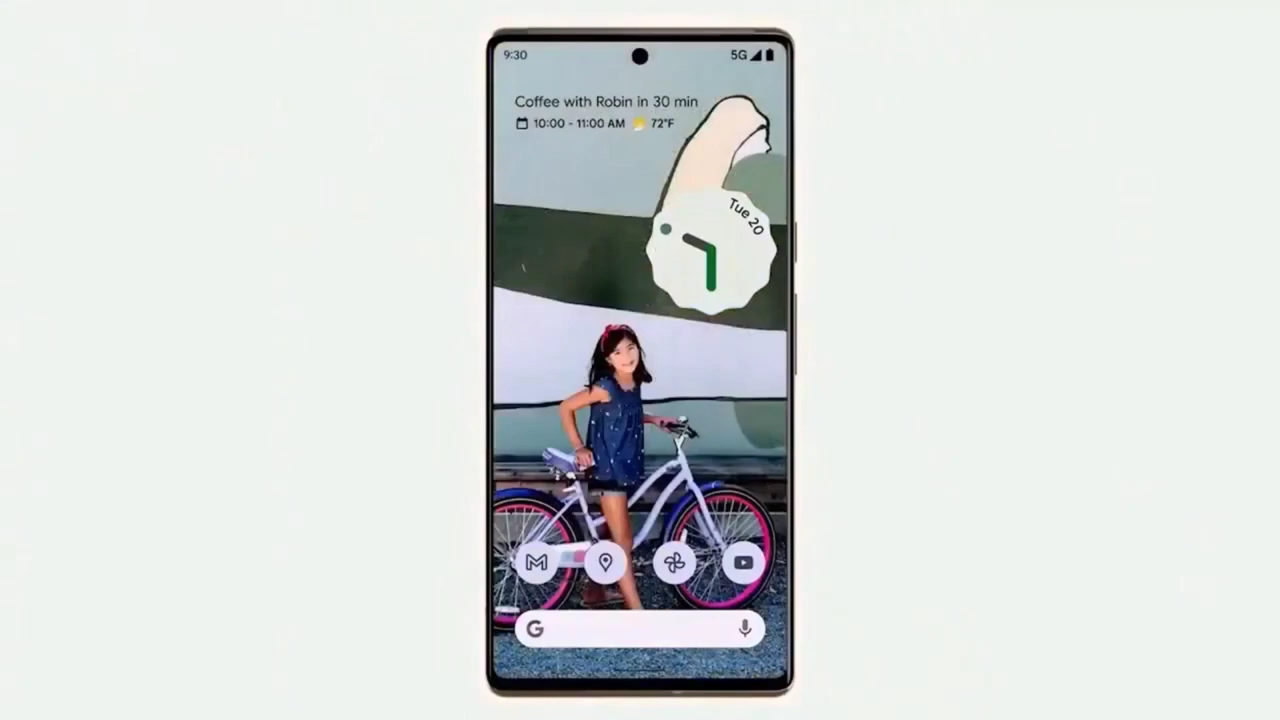 9:30
5G
Coffee with Robin in 30 min
10:00 - 11:00 AM 72°F
Tue 20
G